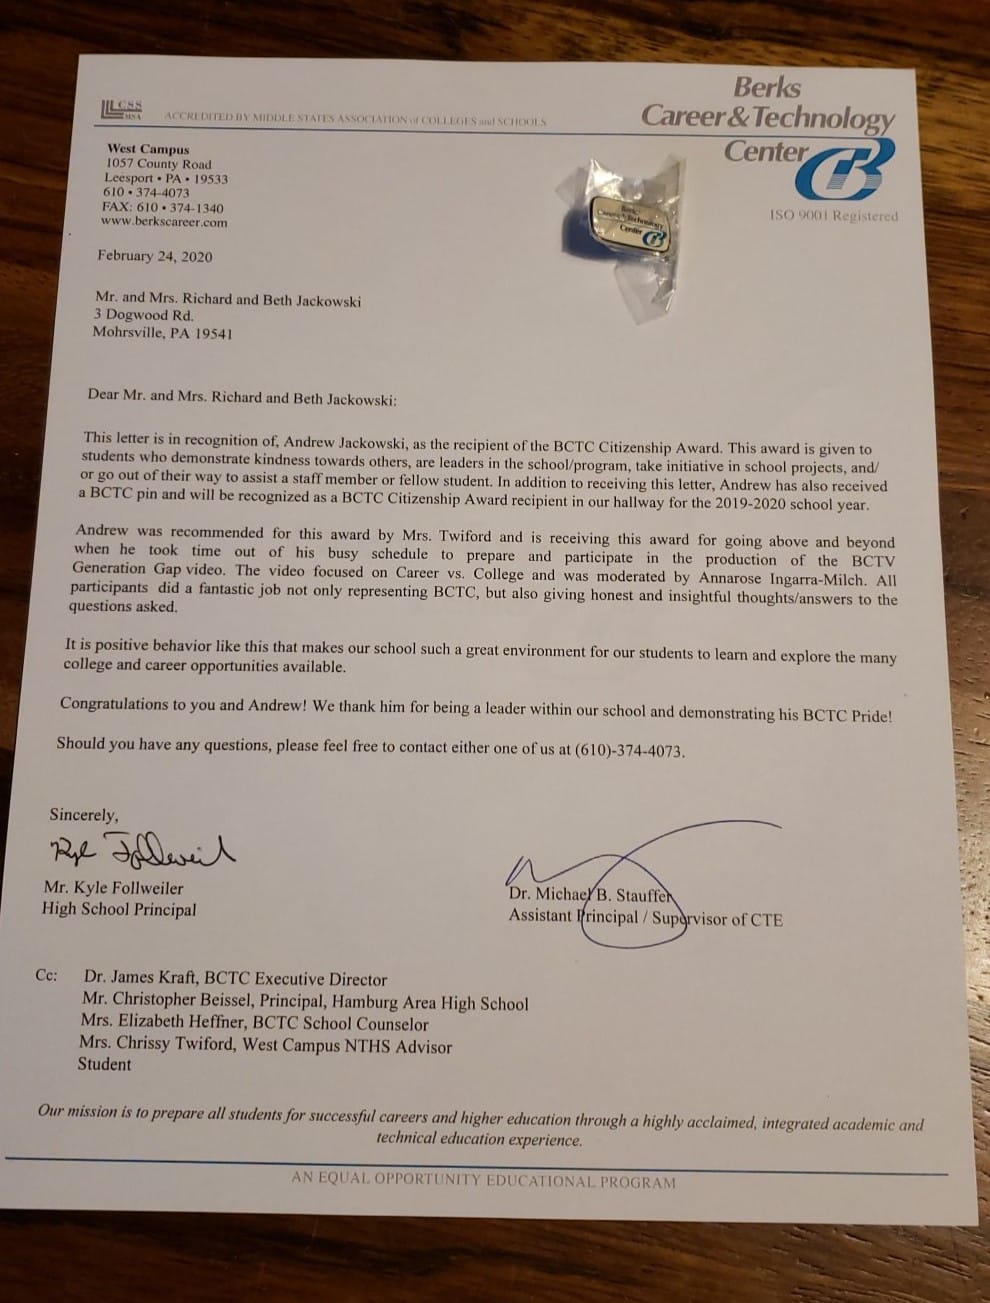 Berks
Career & Technology
Center
CSS
MSA
ACCREDITED BY MIDDLE STATES ASSOCIATION of COLLEGES and SCHOOLS
ISO 9001 Registered
West Campus
1057 County Road
Leesport • PA • 19533
610 • 374-4073
FAX: 610 • 374-1340
www.berkscareer.com
Berks
Career & Technology
Center
February 24, 2020
Mr. and Mrs. Richard and Beth Jackowski
3 Dogwood Rd.
Mohrsville, PA 19541
Dear Mr. and Mrs. Richard and Beth Jackowski:
This letter is in recognition of, Andrew Jackowski, as the recipient of the BCTC Citizenship Award. This award is given to
students who demonstrate kindness towards others, are leaders in the school/program, take initiative in school projects, and/
or go out of their way to assist a staff member or fellow student. In addition to receiving this letter, Andrew has also received
a BCTC pin and will be recognized as a BCTC Citizenship Award recipient in our hallway for the 2019-2020 school year.
Andrew was recommended for this award by Mrs. Twiford and is receiving this award for going above and beyond
when he took time out of his busy schedule to prepare and participate in the production of the BCTV
Generation Gap video. The video focused on Career vs. College and was moderated by Annarose Ingarra-Milch. All
participants did a fantastic job not only representing BCTC, but also giving honest and insightful thoughts/answers to the
questions asked.
It is positive behavior like this that makes our school such a great environment for our students to learn and explore the many
college and career opportunities available.
Congratulations to you and Andrew! We thank him for being a leader within our school and demonstrating his BCTC Pride!
Should you have any questions, please feel free to contact either one of us at (610)-374-4073.
Sincerely,
Mr. Kyle Follweiler
High School Principal
Dr. Michael B. Stauffer
Assistant Principal / Supervisor of CTE
Cc:
Dr. James Kraft, BCTC Executive Director
Mr. Christopher Beissel, Principal, Hamburg Area High School
Mrs. Elizabeth Heffner, BCTC School Counselor
Mrs. Chrissy Twiford, West Campus NTHS Advisor
Student
Our mission is to prepare all students for successful careers and higher education through a highly acclaimed, integrated academic and
technical education experience.
AN EQUAL OPPORTUNITY EDUCATIONAL PROGRAM